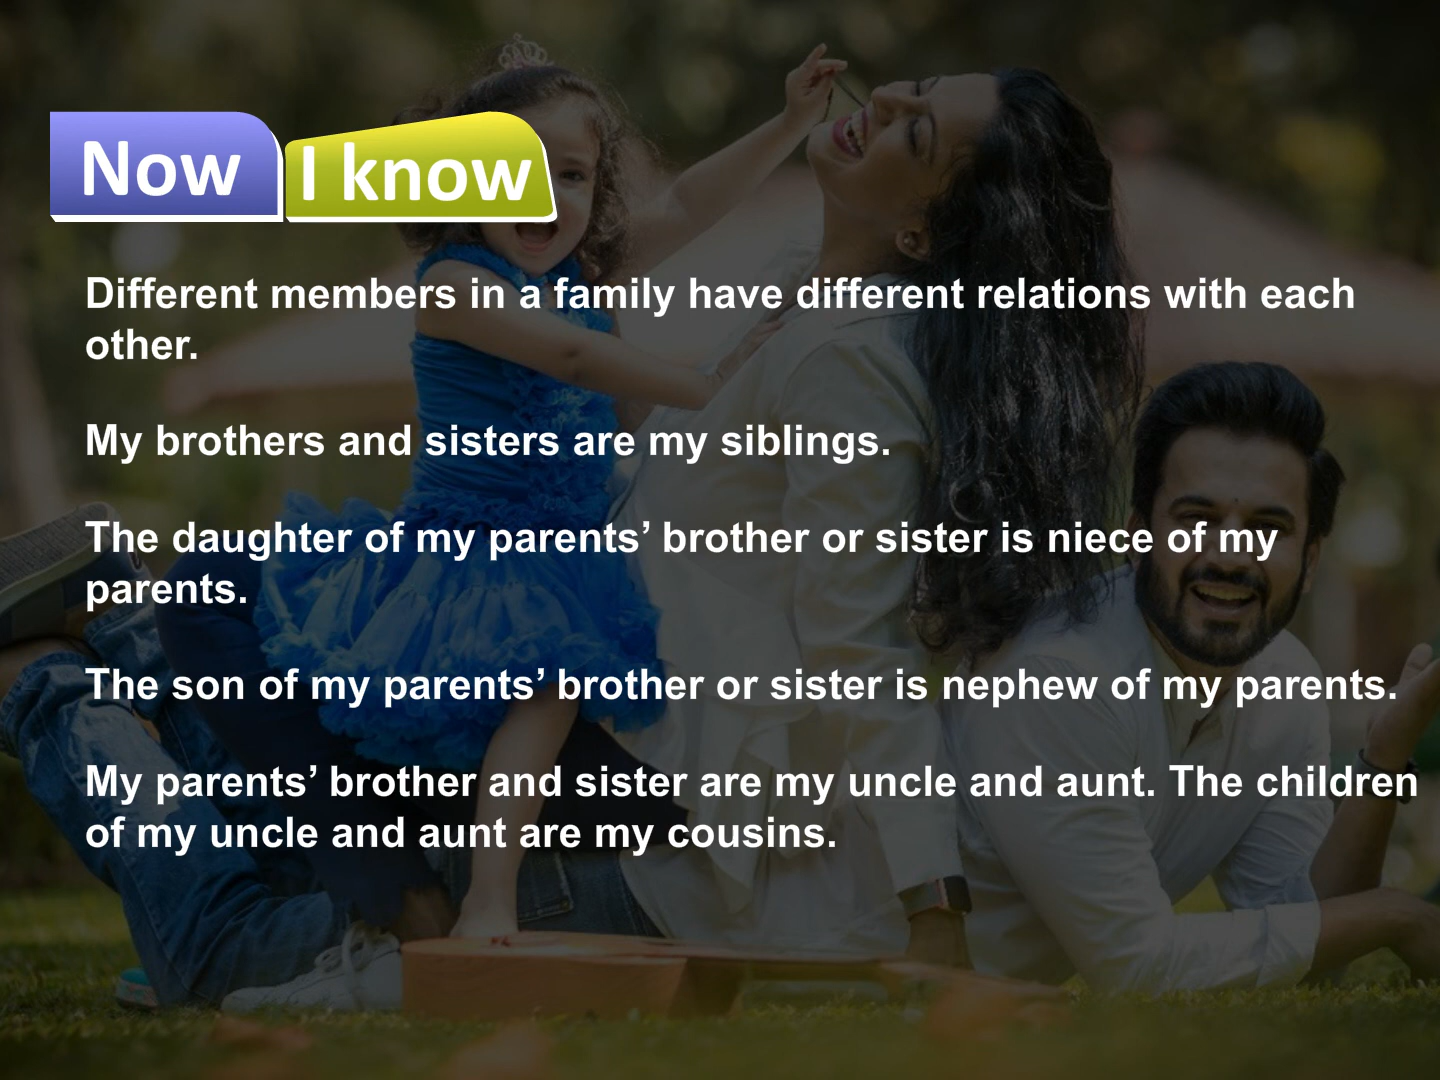 Now I know
Different members in a family have different relations with each
other.
My brothers and sisters are my siblings.
The daughter of my parents’ brother or sister is niece of my
parents.
The son of my parents’ brother or sister is nephew of my parents.
My parents’ brother and sister are my uncle and aunt. The children
of my uncle and aunt are my cousins.